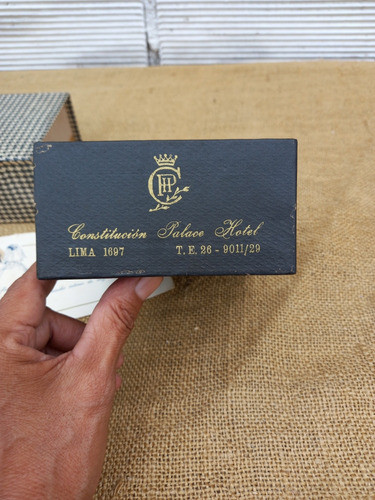 CPH
Constitución Palace Hotel
LIMA 1697 T.E. 26 - 9011/29